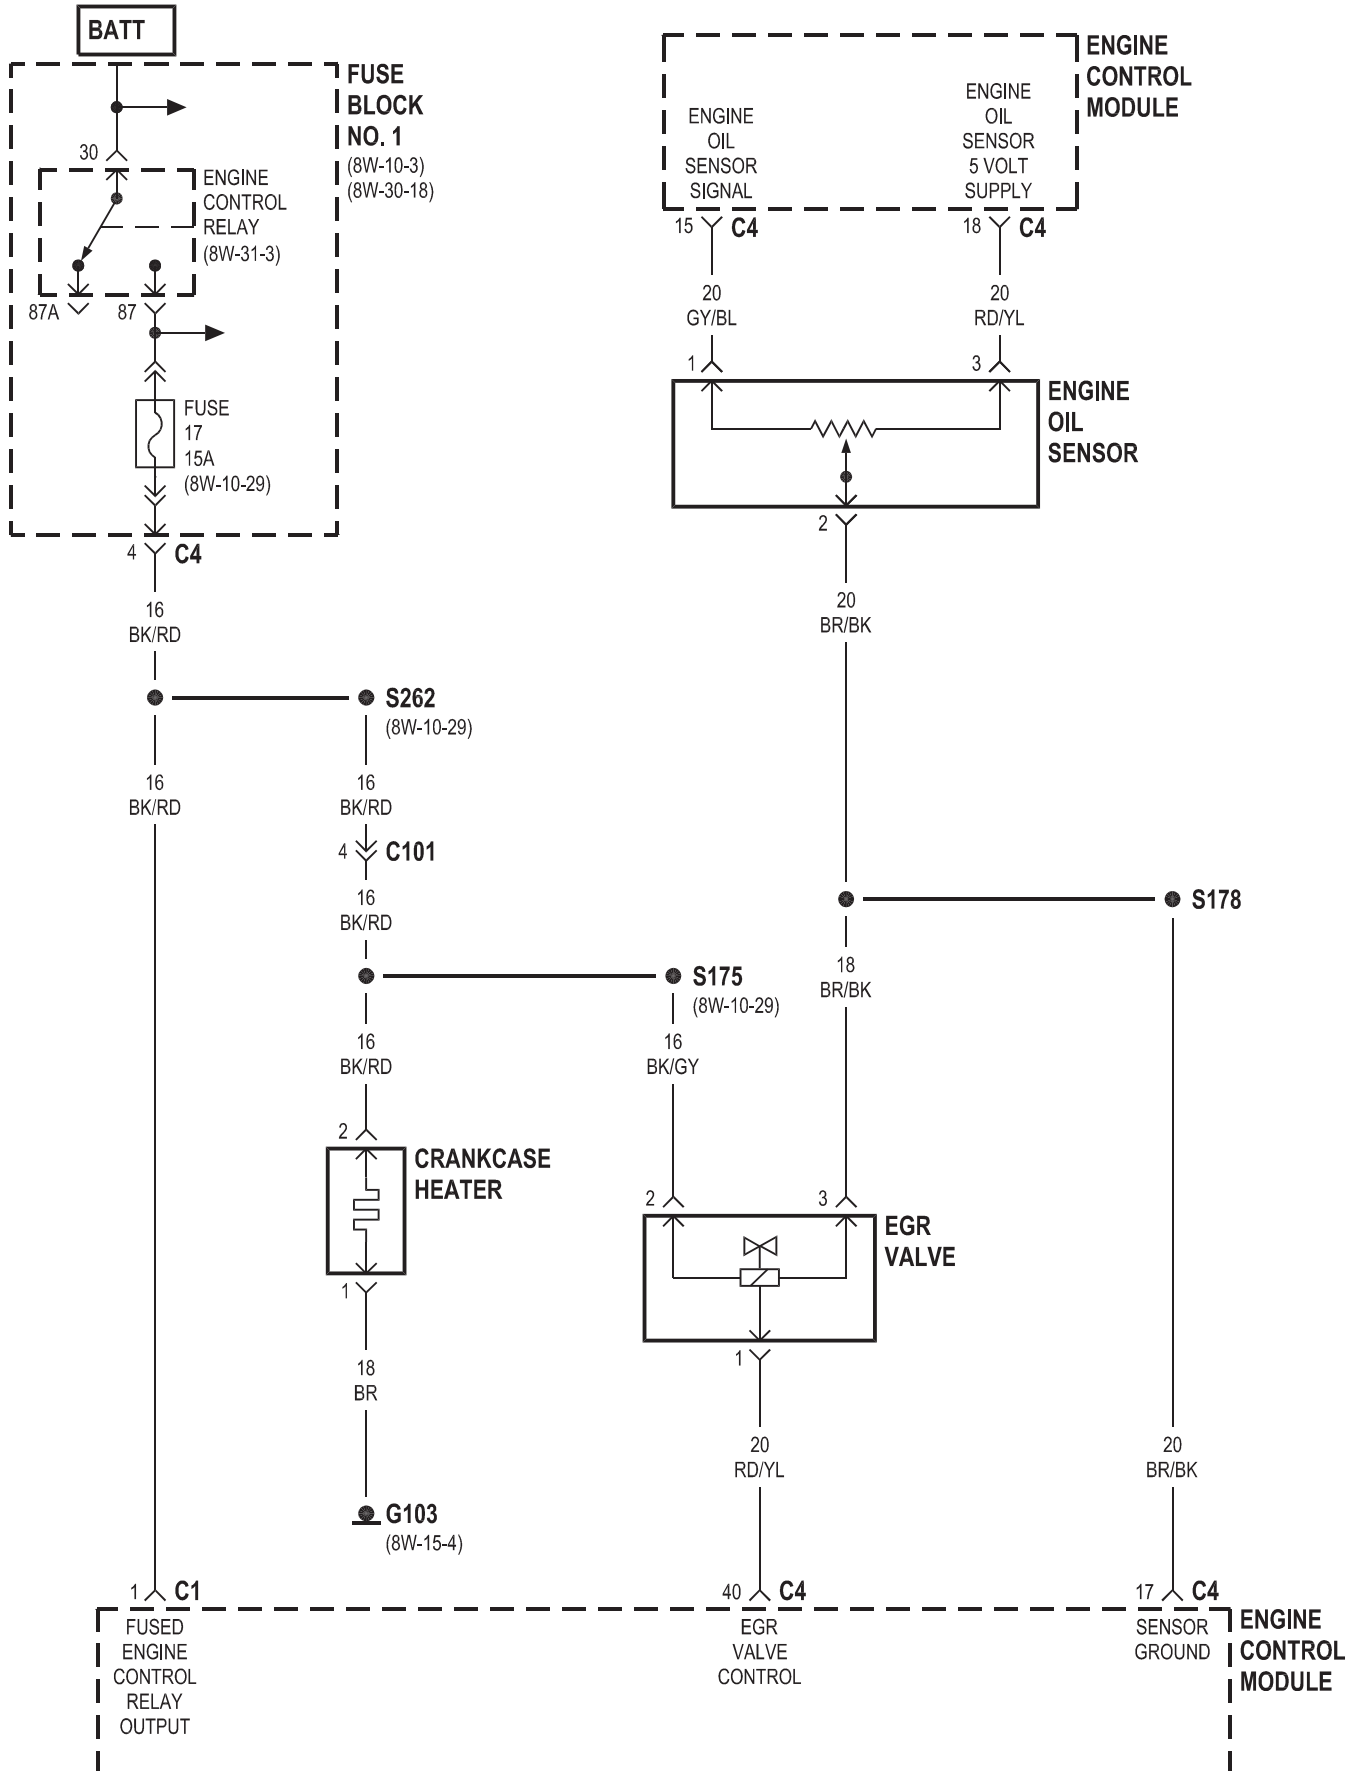 BATT
FUSE
BLOCK
NO. 1
(8W-10-3)
(8W-30-18)
30
ENGINE
CONTROL
RELAY
(8W-31-3)
87A
87
FUSE
17
15A
(8W-10-29)
4
C4
16
BK/RD
S262
(8W-10-29)
16
BK/RD
16
BK/RD
4
C101
16
BK/RD
S175
(8W-10-29)
16
BK/RD
16
BK/GY
2
CRANKCASE
HEATER
1
18
BR
G103
(8W-15-4)
ENGINE
CONTROL
MODULE
ENGINE
OIL
SENSOR
SIGNAL
ENGINE
OIL
SENSOR
5 VOLT
SUPPLY
15
C4
18
C4
20
GY/BL
20
RD/YL
1
3
ENGINE
OIL
SENSOR
2
20
BR/BK
S178
18
BR/BK
2
3
EGR
VALVE
1
20
RD/YL
20
BR/BK
1
C1
40
C4
17
C4
FUSED
ENGINE
CONTROL
RELAY
OUTPUT
EGR
VALVE
CONTROL
SENSOR
GROUND
ENGINE
CONTROL
MODULE